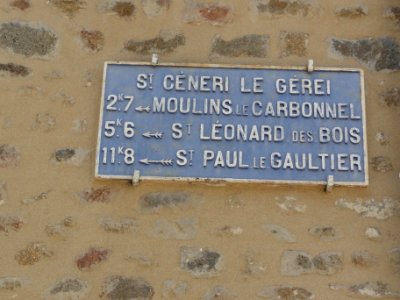 ST CÉNERI LE GÉREI
2K7 MOULINS LE CARBONNEL
5K6 ST LÉONARD DES BOIS
11K8 ST PAUL LE GAULTIER